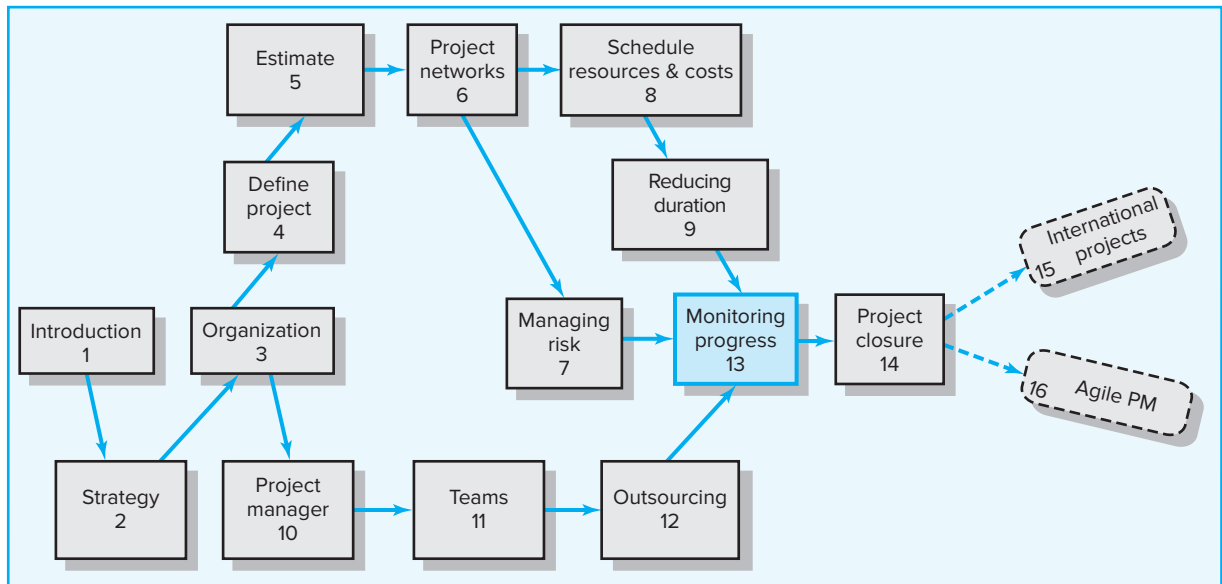 Estimate
5
Project
networks
6
Schedule
resources & costs
8
Define
project
4
Reducing
duration
9
International
projects
15
Introduction
1
Organization
3
Managing
risk
7
Monitoring
progress
13
Project
closure
14
16 Agile PM
Strategy
2
Project
manager
10
Teams
11
Outsourcing
12